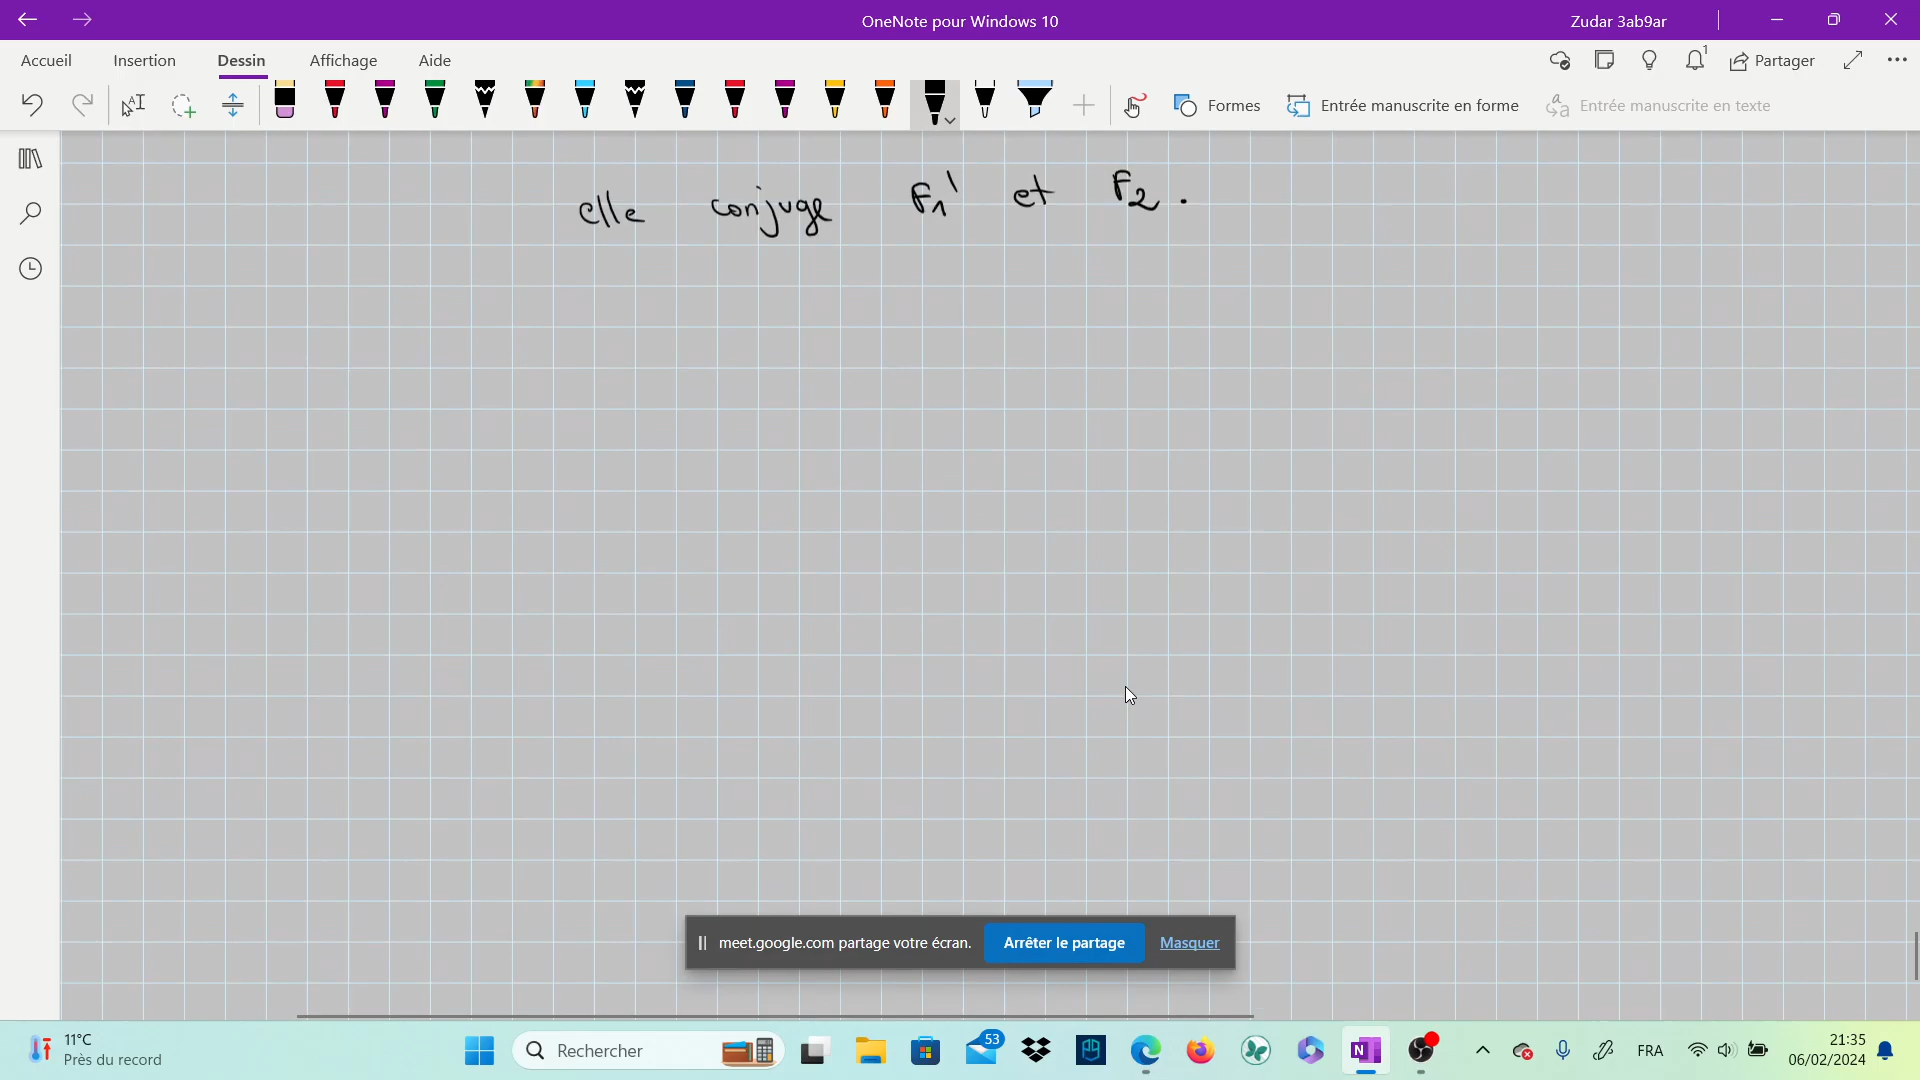 OneNote pour Windows 10
Zudar 3ab9ar
Accueil Insertion Dessin Affichage Aide
1
Partager
Formes Entrée manuscrite en forme Entrée manuscrite en texte
elle conjuge F₁' et F₂.
meet.google.com partage votre écran. Arrêter le partage Masquer
11°C
Près du record
Rechercher
53
FRA
21:35
06/02/2024